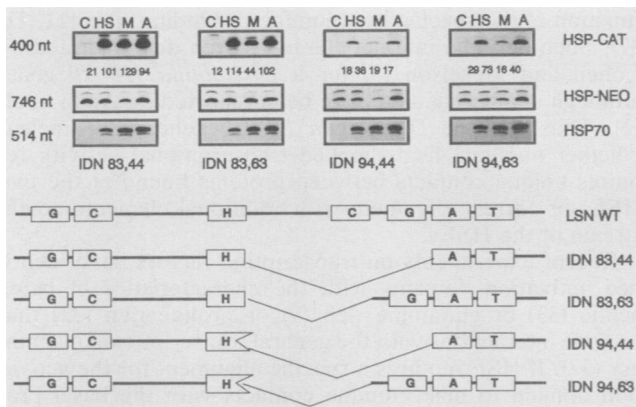 C HS M A C HS M A C HS M A C HS M A
400 nt HSP-CAT
21 101 129 94 12 114 44 102 18 36 19 17 29 73 16 40
746 nt HSP-NEO
514 nt HSP70
IDN 83,44 IDN 83,63 IDN 94,44 IDN 94,63
G C H C G A T LSN WT
G C H A T IDN 83,44
G C H G A T IDN 83,63
G C H A T IDN 94,44
G C H G A T IDN 94,63